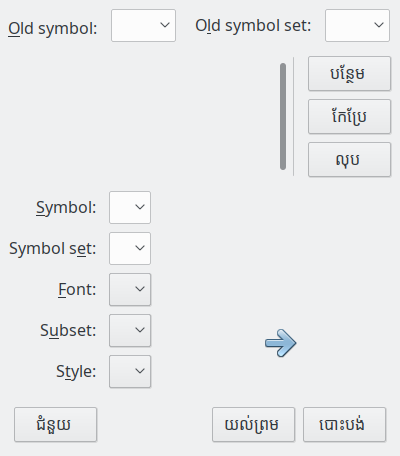 Old symbol: Old symbol set:
បន្ថែម
កែប្រែ
លុប
Symbol:
Symbol set:
Font:
Subset:
Style:
ជំនួយ យល់ព្រម បោះបង់